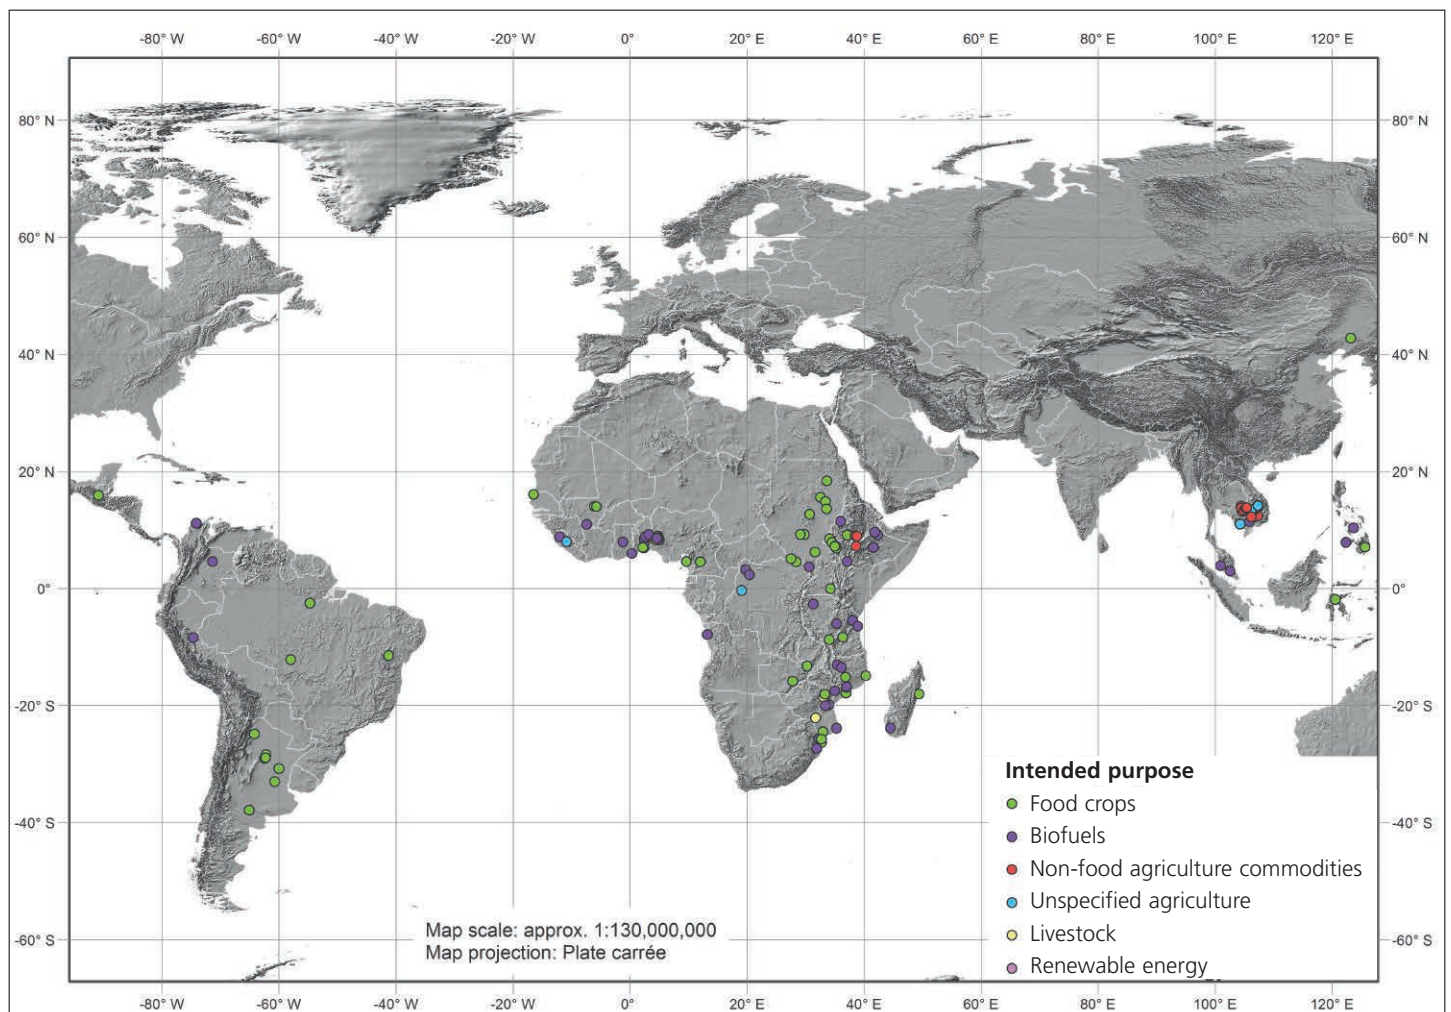 -80° W -60° W -40° W -20° W 0° 20° E 40° E 60° E 80° E 100° E 120° E
80° N 80° N
60° N 60° N
40° N 40° N
20° N 20° N
0° 0°
-20° S -20° S
Intended purpose
Food crops
-40° S -40° S
Biofuels
Non-food agriculture commodities
Unspecified agriculture
Map scale: approx. 1:130,000,000
Livestock
-60° S -60° S
Map projection: Plate carrée
Renewable energy
-80° W -60° W -40° W -20° W 0° 20° E 40° E 60° E 80° E 100° E 120° E